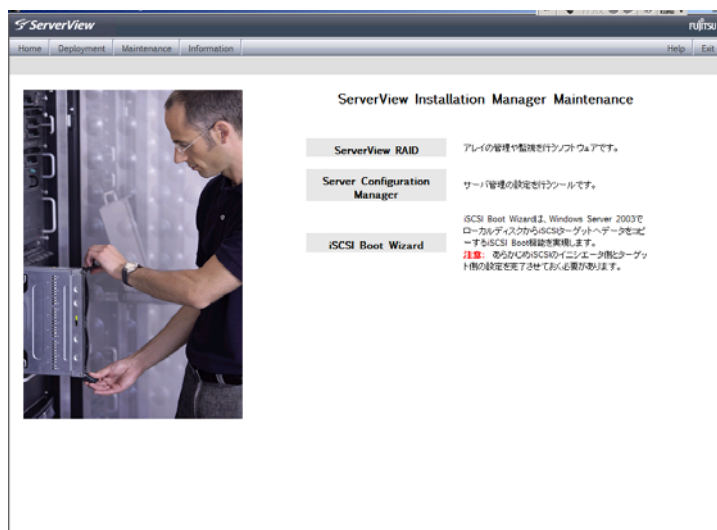 ServerView
FUJITSU
Home Deployment Maintenance Information Help Exit
ServerView Installation Manager Maintenance
ServerView RAID
アレイの管理や監視を行うソフトウェアです。
Server Configuration
Manager
サーバ管理の設定を行うツールです。
iSCSI Boot Wizard
iSCSI Boot Wizardは、Windows Server 2003で
ローカルディスクからiSCSIターゲットへデータをコピ
ーするiSCSI Boot機能を実現します。
注意: あらかじめiSCSIのイニシエータ側とターゲッ
ト側の設定を完了させておく必要があります。